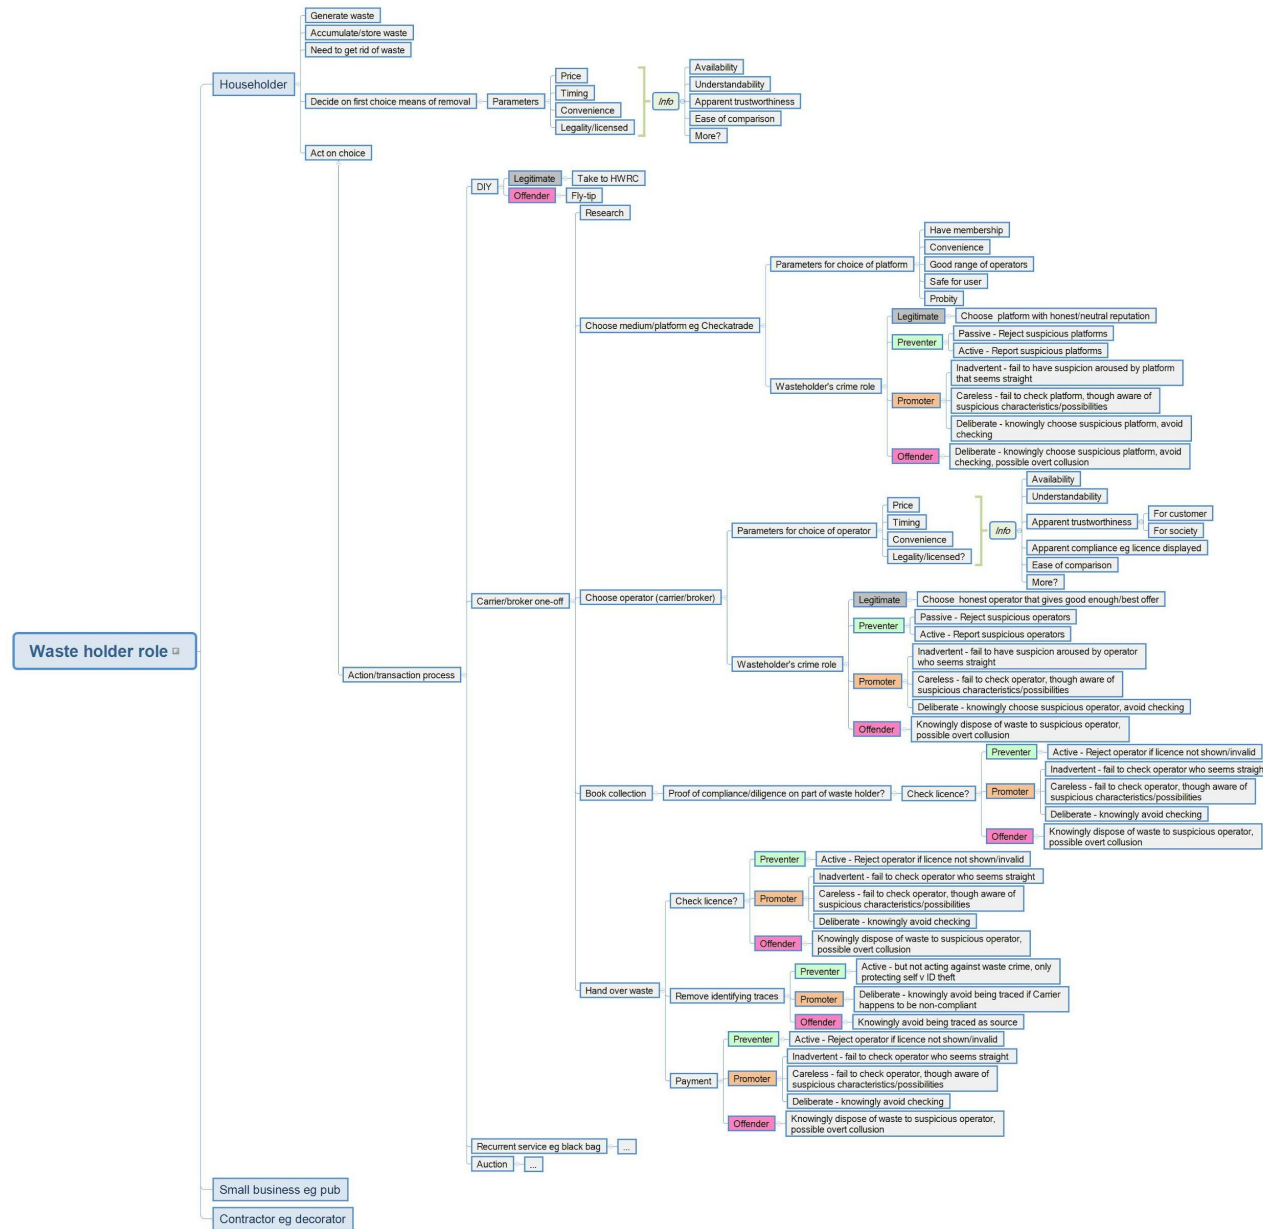 Waste holder role
Householder
Generate waste
Accumulate/store waste
Need to get rid of waste
Decide on first choice means of removal
Parameters
Price
Timing
Convenience
Legality/licensed
Info
Availability
Understandability
Apparent trustworthiness
Ease of comparison
More?
Act on choice
Action/transaction process
DIY
Legitimate
Take to HWRC
Offender
Fly-tip
Carrier/broker one-off
Research
Choose medium/platform eg Checkatrade
Parameters for choice of platform
Have membership
Convenience
Good range of operators
Safe for user
Probity
Wasteholder's crime role
Legitimate
Choose platform with honest/neutral reputation
Preventer
Passive - Reject suspicious platforms
Active - Report suspicious platforms
Promoter
Inadvertent - fail to have suspicion aroused by platform
that seems straight
Careless - fail to check platform, though aware of
suspicious characteristics/possibilities
Deliberate - knowingly choose suspicious platform, avoid
checking
Offender
Deliberate - knowingly choose suspicious platform, avoid
checking, possible overt collusion
Choose operator (carrier/broker)
Parameters for choice of operator
Price
Timing
Convenience
Legality/licensed?
Info
Availability
Understandability
Apparent trustworthiness
For customer
For society
Apparent compliance eg licence displayed
Ease of comparison
More?
Wasteholder's crime role
Legitimate
Choose honest operator that gives good enough/best offer
Preventer
Passive - Reject suspicious operators
Active - Report suspicious operators
Promoter
Inadvertent - fail to have suspicion aroused by operator
who seems straight
Careless - fail to check operator, though aware of
suspicious characteristics/possibilities
Deliberate - knowingly choose suspicious operator, avoid checking
Offender
Knowingly dispose of waste to suspicious operator,
possible overt collusion
Book collection
Proof of compliance/diligence on part of waste holder?
Check licence?
Preventer
Active - Reject operator if licence not shown/invalid
Promoter
Inadvertent - fail to check operator who seems straigh
Careless - fail to check operator, though aware of
suspicious characteristics/possibilities
Deliberate - knowingly avoid checking
Offender
Knowingly dispose of waste to suspicious operator,
possible overt collusion
Hand over waste
Check licence?
Preventer
Active - Reject operator if licence not shown/invalid
Promoter
Inadvertent - fail to check operator who seems straight
Careless - fail to check operator, though aware of
suspicious characteristics/possibilities
Deliberate - knowingly avoid checking
Offender
Knowingly dispose of waste to suspicious operator,
possible overt collusion
Remove identifying traces
Preventer
Active - but not acting against waste crime, only
protecting self v ID theft
Promoter
Deliberate - knowingly avoid being traced if Carrier
happens to be non-compliant
Offender
Knowingly avoid being traced as source
Payment
Preventer
Active - Reject operator if licence not shown/invalid
Promoter
Inadvertent - fail to check operator who seems straight
Careless - fail to check operator, though aware of
suspicious characteristics/possibilities
Deliberate - knowingly avoid checking
Offender
Knowingly dispose of waste to suspicious operator,
possible overt collusion
Recurrent service eg black bag
...
Auction
...
Small business eg pub
Contractor eg decorator